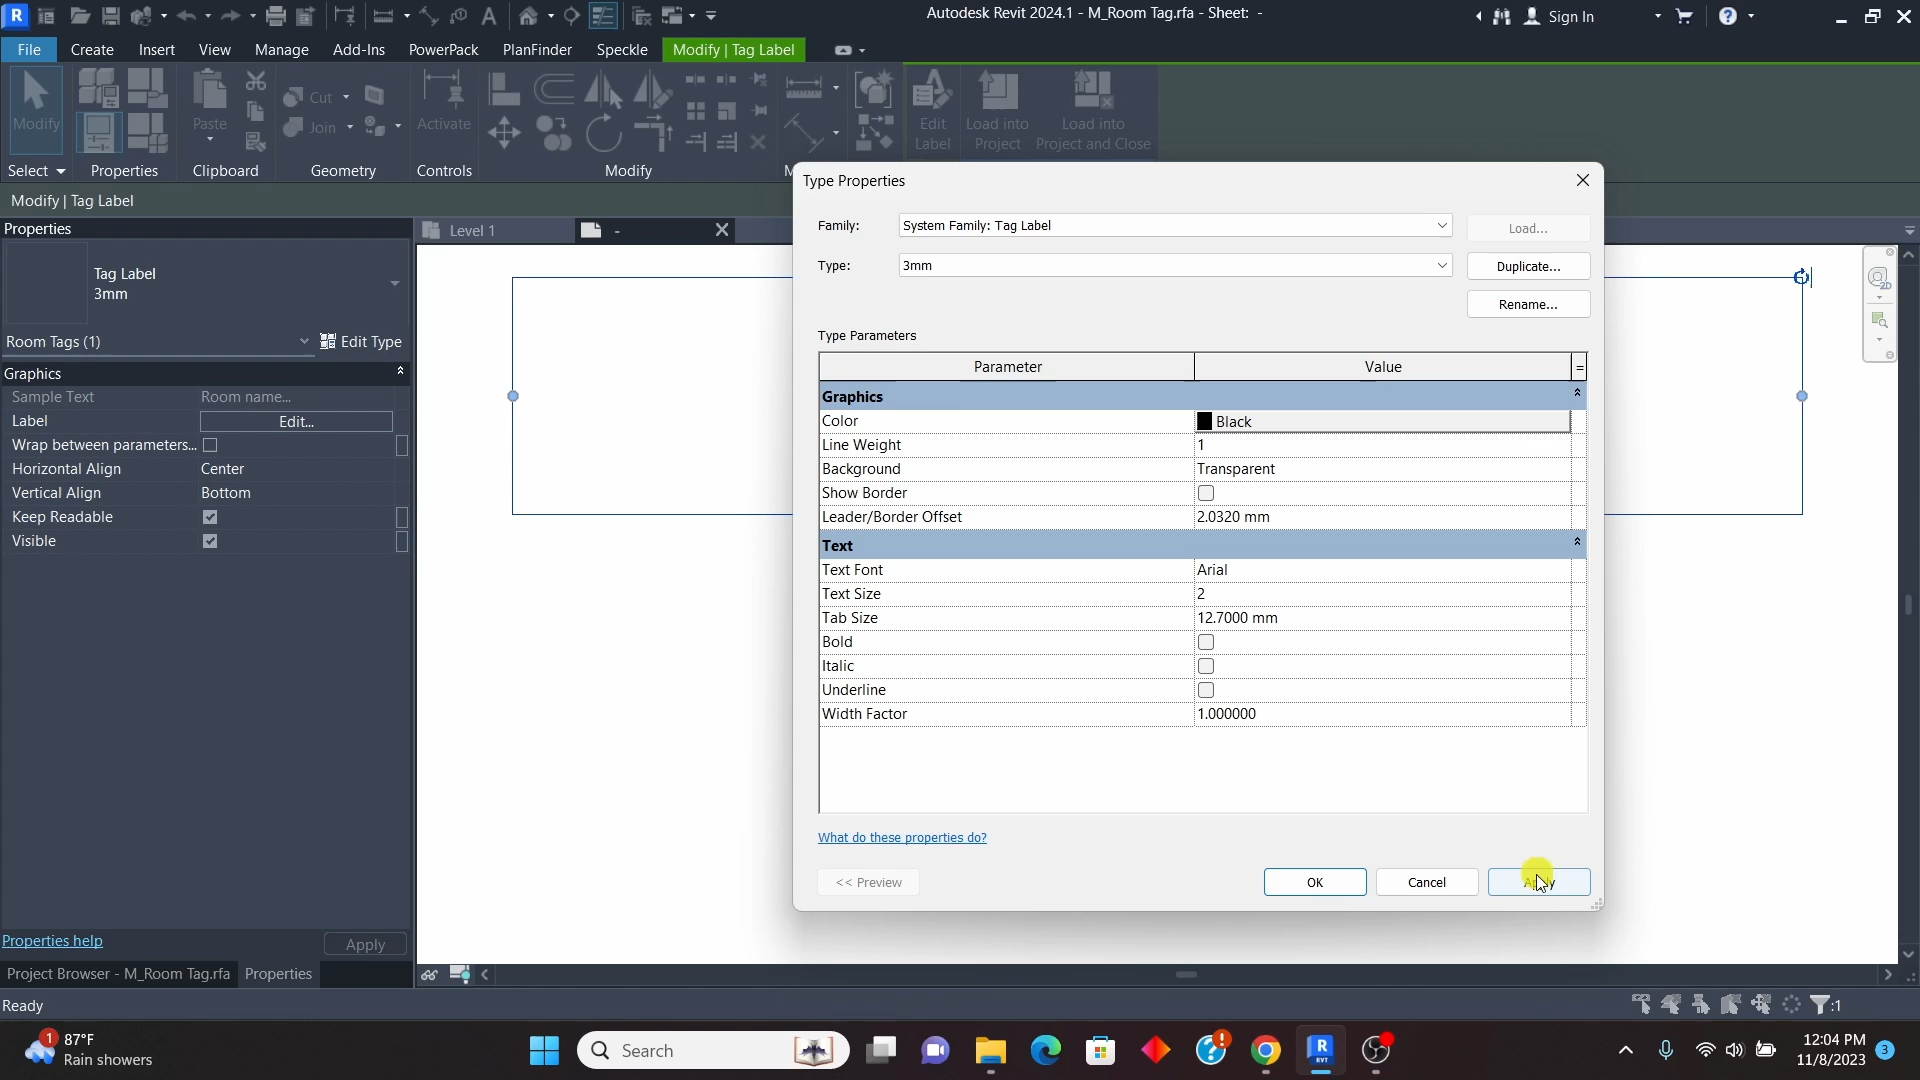 Autodesk Revit 2024.1 - M_Room Tag.rfa - Sheet: -
Sign In
File Create Insert View Manage Add-Ins PowerPack PlanFinder Speckle Modify | Tag Label
Modify
Paste
Cut
Join
Activate
Edit Label
Load into Project
Load into Project and Close
Select Properties Clipboard Geometry Controls Modify
Modify | Tag Label
Properties
Tag Label
3mm
Room Tags (1)
Edit Type
Graphics
Sample Text Room name...
Label Edit...
Wrap between parameters...
Horizontal Align Center
Vertical Align Bottom
Keep Readable
Visible
Properties help
Apply
Project Browser - M_Room Tag.rfa Properties
Ready
Level 1
-
Type Properties
Family: System Family: Tag Label Load...
Type: 3mm Duplicate...
Rename...
Type Parameters
Parameter Value =
Graphics
Color Black
Line Weight 1
Background Transparent
Show Border
Leader/Border Offset 2.0320 mm
Text
Text Font Arial
Text Size 2
Tab Size 12.7000 mm
Bold
Italic
Underline
Width Factor 1.000000
What do these properties do?
<< Preview OK Cancel Apply
2D
:1
1
87°F
Rain showers
Search
12:04 PM
11/8/2023
3